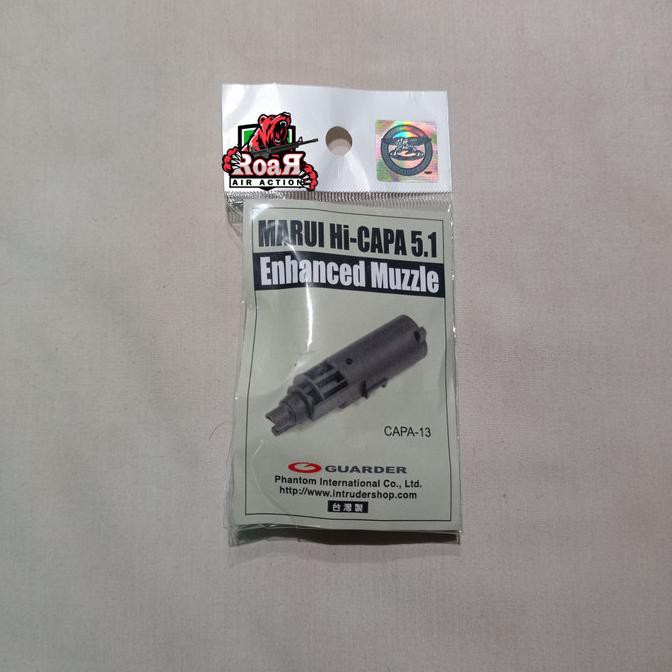 RoaЯ
AIR ACTION
MARUI Hi-CAPA 5.1
Enhanced Muzzle
CAPA-13
GUARDER
Phantom International Co., Ltd.
http://www.intrudershop.com
台灣製